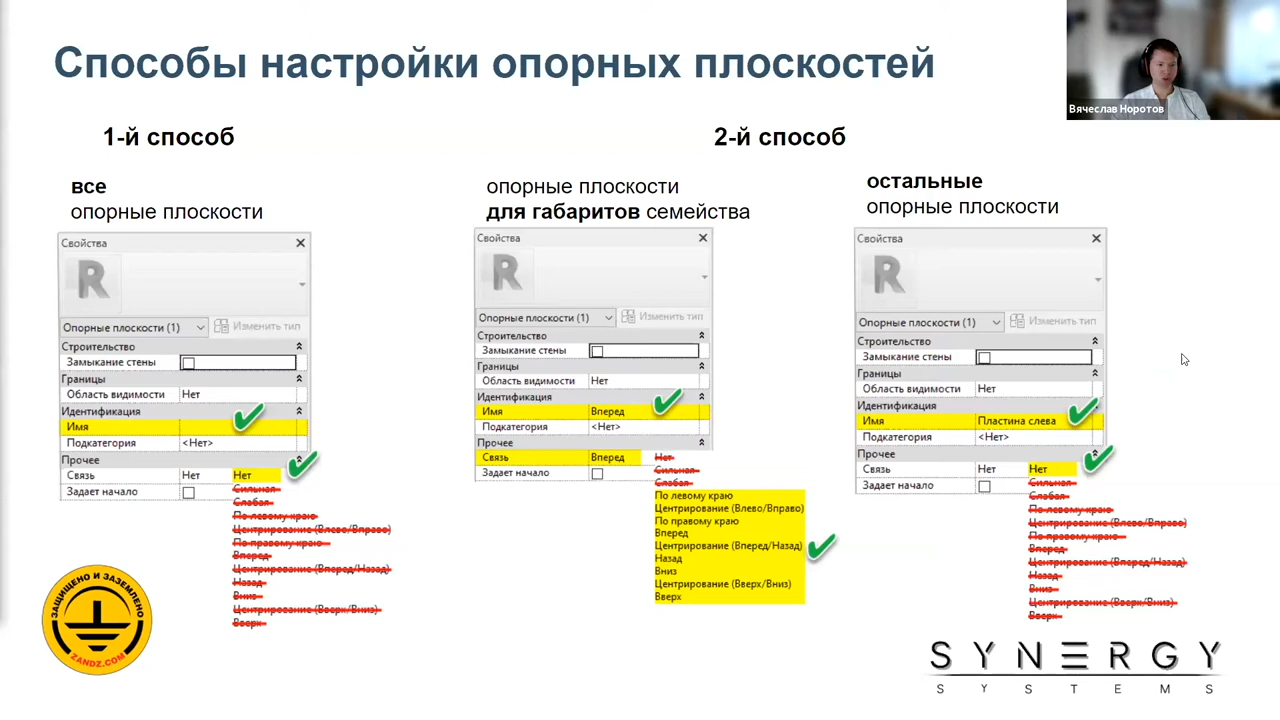 Способы настройки опорных плоскостей
Вячеслав Норотов
1-й способ
все
опорные плоскости
Свойства
R
Опорные плоскости (1)
Изменить тип
Строительство
Замыкание стены
Границы
Область видимости Нет
Идентификация
Имя
Подкатегория <Нет>
Прочее
Связь Нет Нет
Задает начало
Сильная
Слабая
По левому краю
Центрирование (Влево/Вправо)
По правому краю
Вперед
Центрирование (Вперед/Назад)
Назад
Вниз
Центрирование (Вверх/Вниз)
Вверх
2-й способ
опорные плоскости
для габаритов семейства
Свойства
R
Опорные плоскости (1)
Изменить тип
Строительство
Замыкание стены
Границы
Область видимости Нет
Идентификация
Имя Вперед
Подкатегория <Нет>
Прочее
Связь Вперед Нет
Задает начало
Сильная
Слабая
По левому краю
Центрирование (Влево/Вправо)
По правому краю
Вперед
Центрирование (Вперед/Назад)
Назад
Вниз
Центрирование (Вверх/Вниз)
Вверх
остальные
опорные плоскости
Свойства
R
Опорные плоскости (1)
Изменить тип
Строительство
Замыкание стены
Границы
Область видимости Нет
Идентификация
Имя Пластина слева
Подкатегория <Нет>
Прочее
Связь Нет Нет
Задает начало
Сильная
Слабая
По левому краю
Центрирование (Влево/Вправо)
По правому краю
Вперед
Центрирование (Вперед/Назад)
Назад
Вниз
Центрирование (Вверх/Вниз)
Вверх
ЗАЩИЩЕНО И ЗАЗЕМЛЕНО
ZANDZ.COM
SYNERGY
SYSTEMS